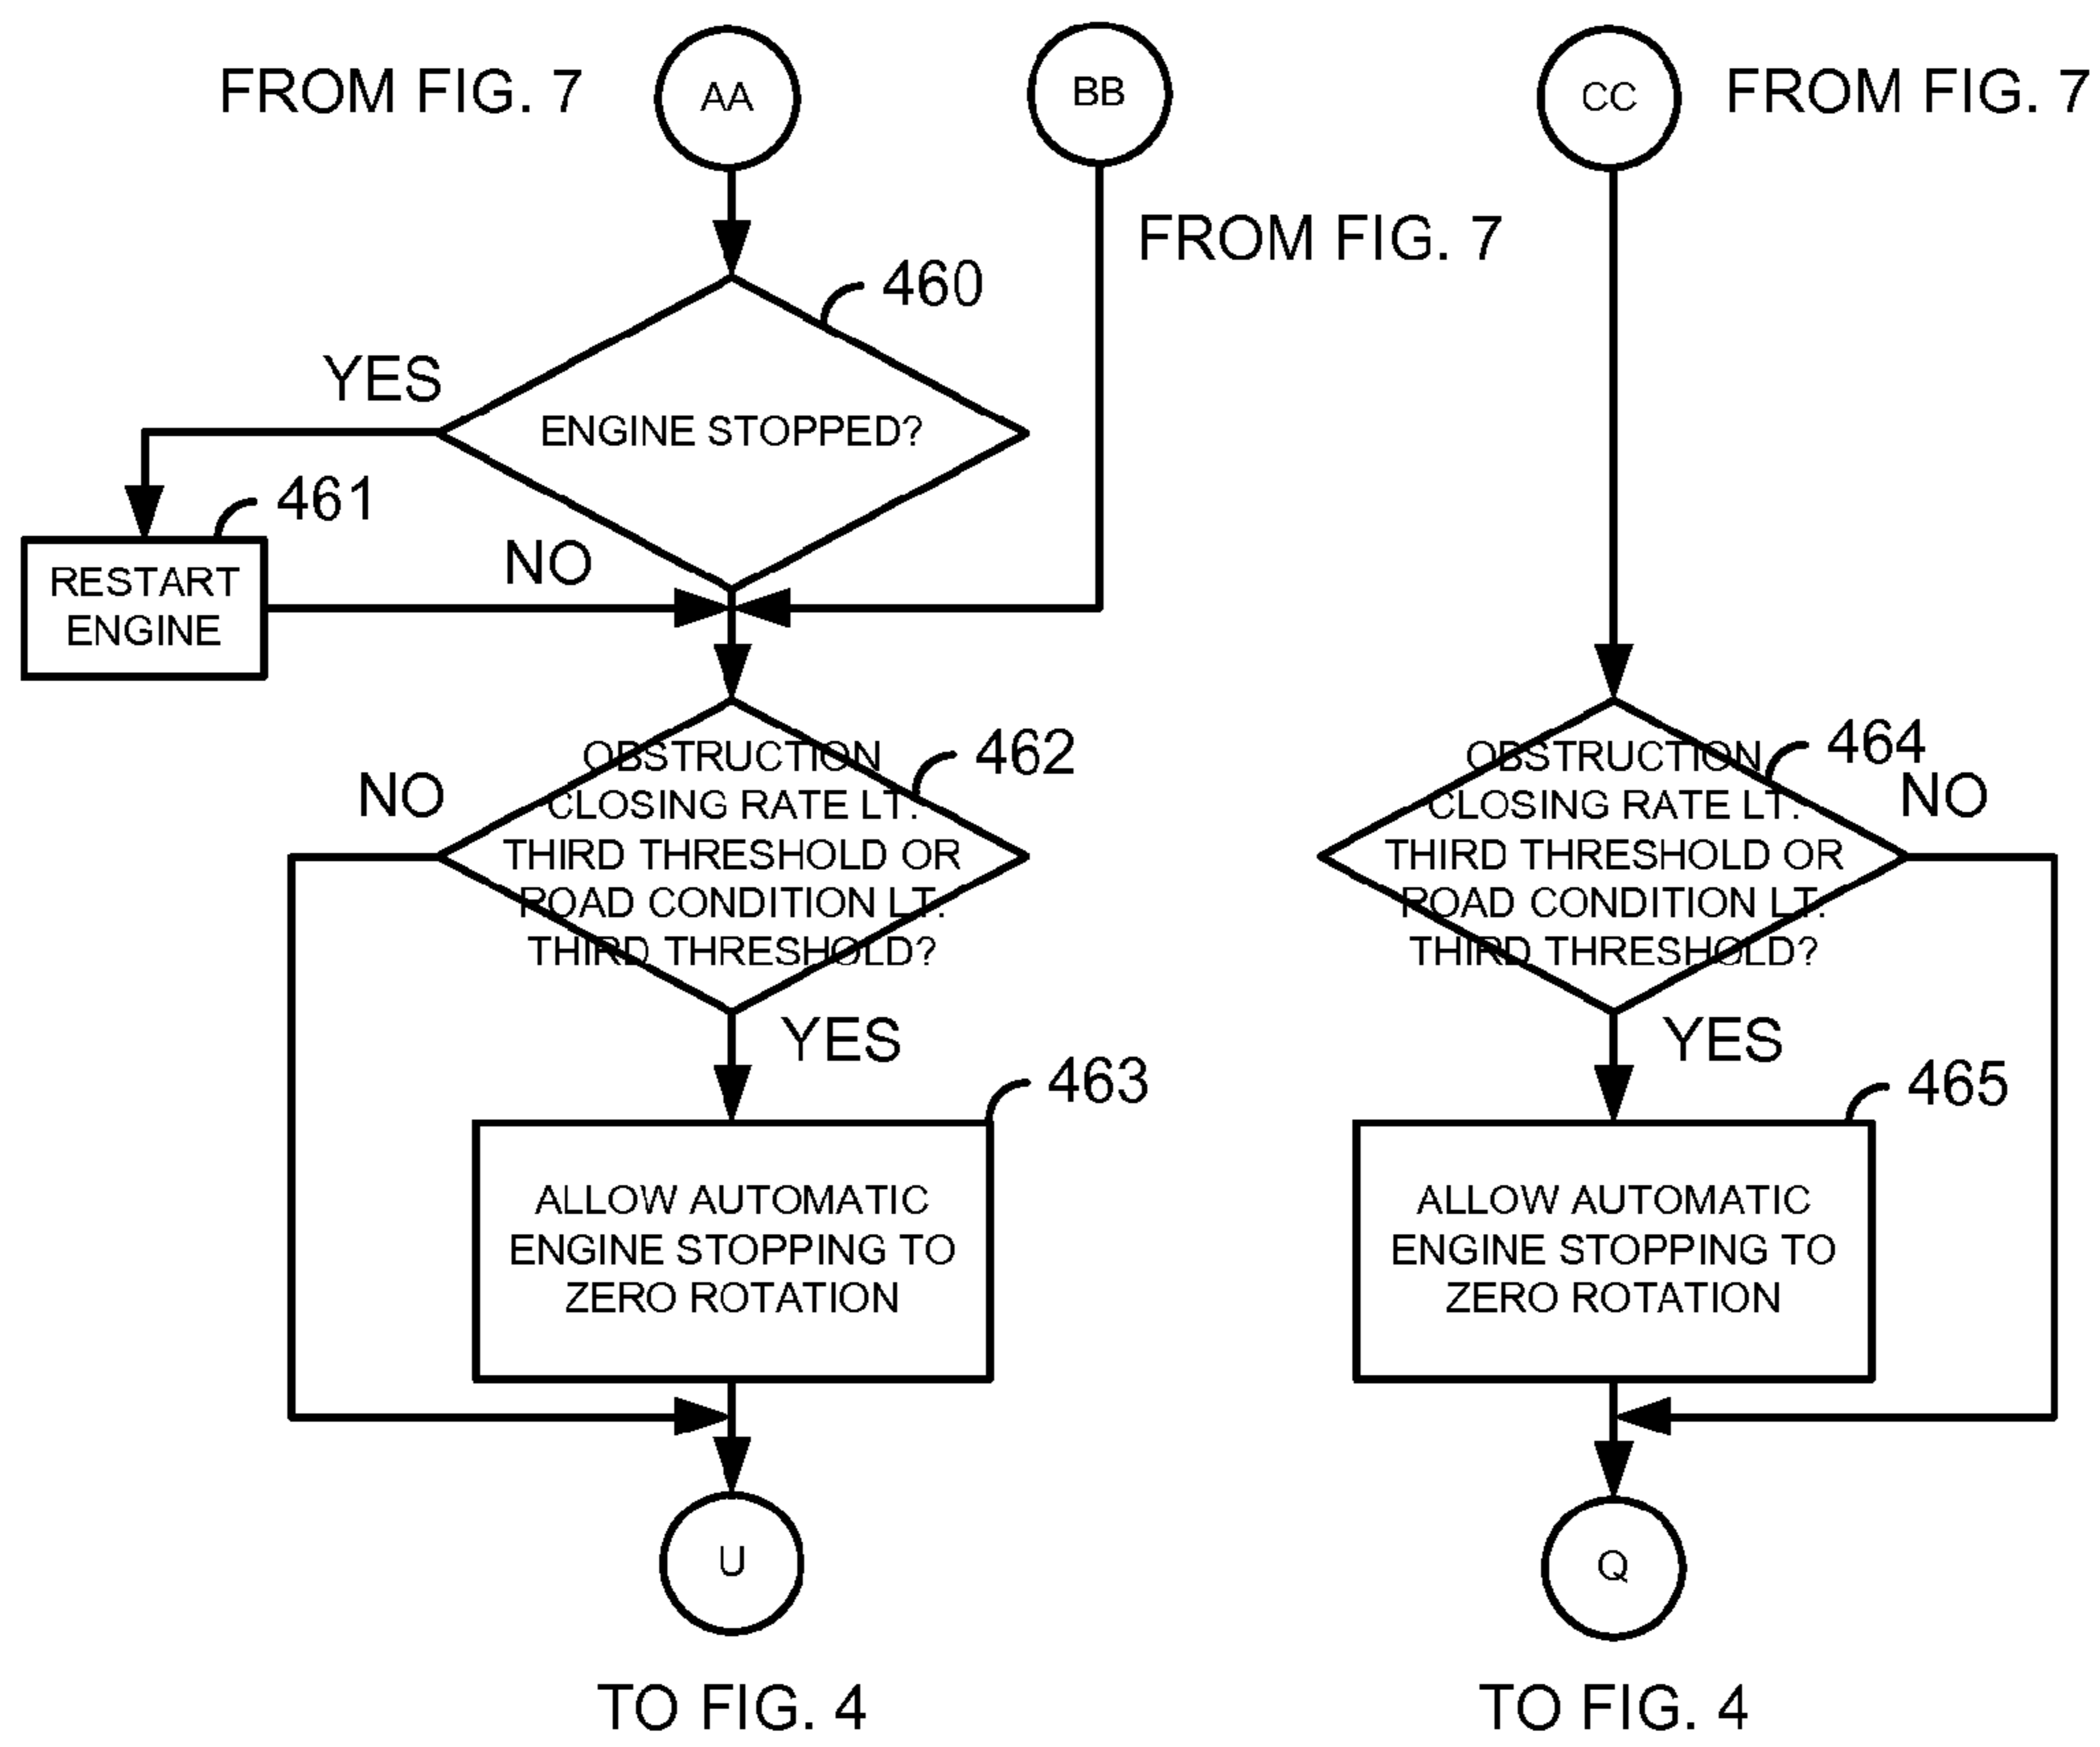 FROM FIG. 7
AA
BB
CC
FROM FIG. 7
FROM FIG. 7
460
YES
ENGINE STOPPED?
461
NO
RESTART
ENGINE
462
NO
OBSTRUCTION
CLOSING RATE LT.
THIRD THRESHOLD OR
ROAD CONDITION LT.
THIRD THRESHOLD?
464
NO
OBSTRUCTION
CLOSING RATE LT.
THIRD THRESHOLD OR
ROAD CONDITION LT.
THIRD THRESHOLD?
YES
YES
463
465
ALLOW AUTOMATIC
ENGINE STOPPING TO
ZERO ROTATION
ALLOW AUTOMATIC
ENGINE STOPPING TO
ZERO ROTATION
U
Q
TO FIG. 4
TO FIG. 4